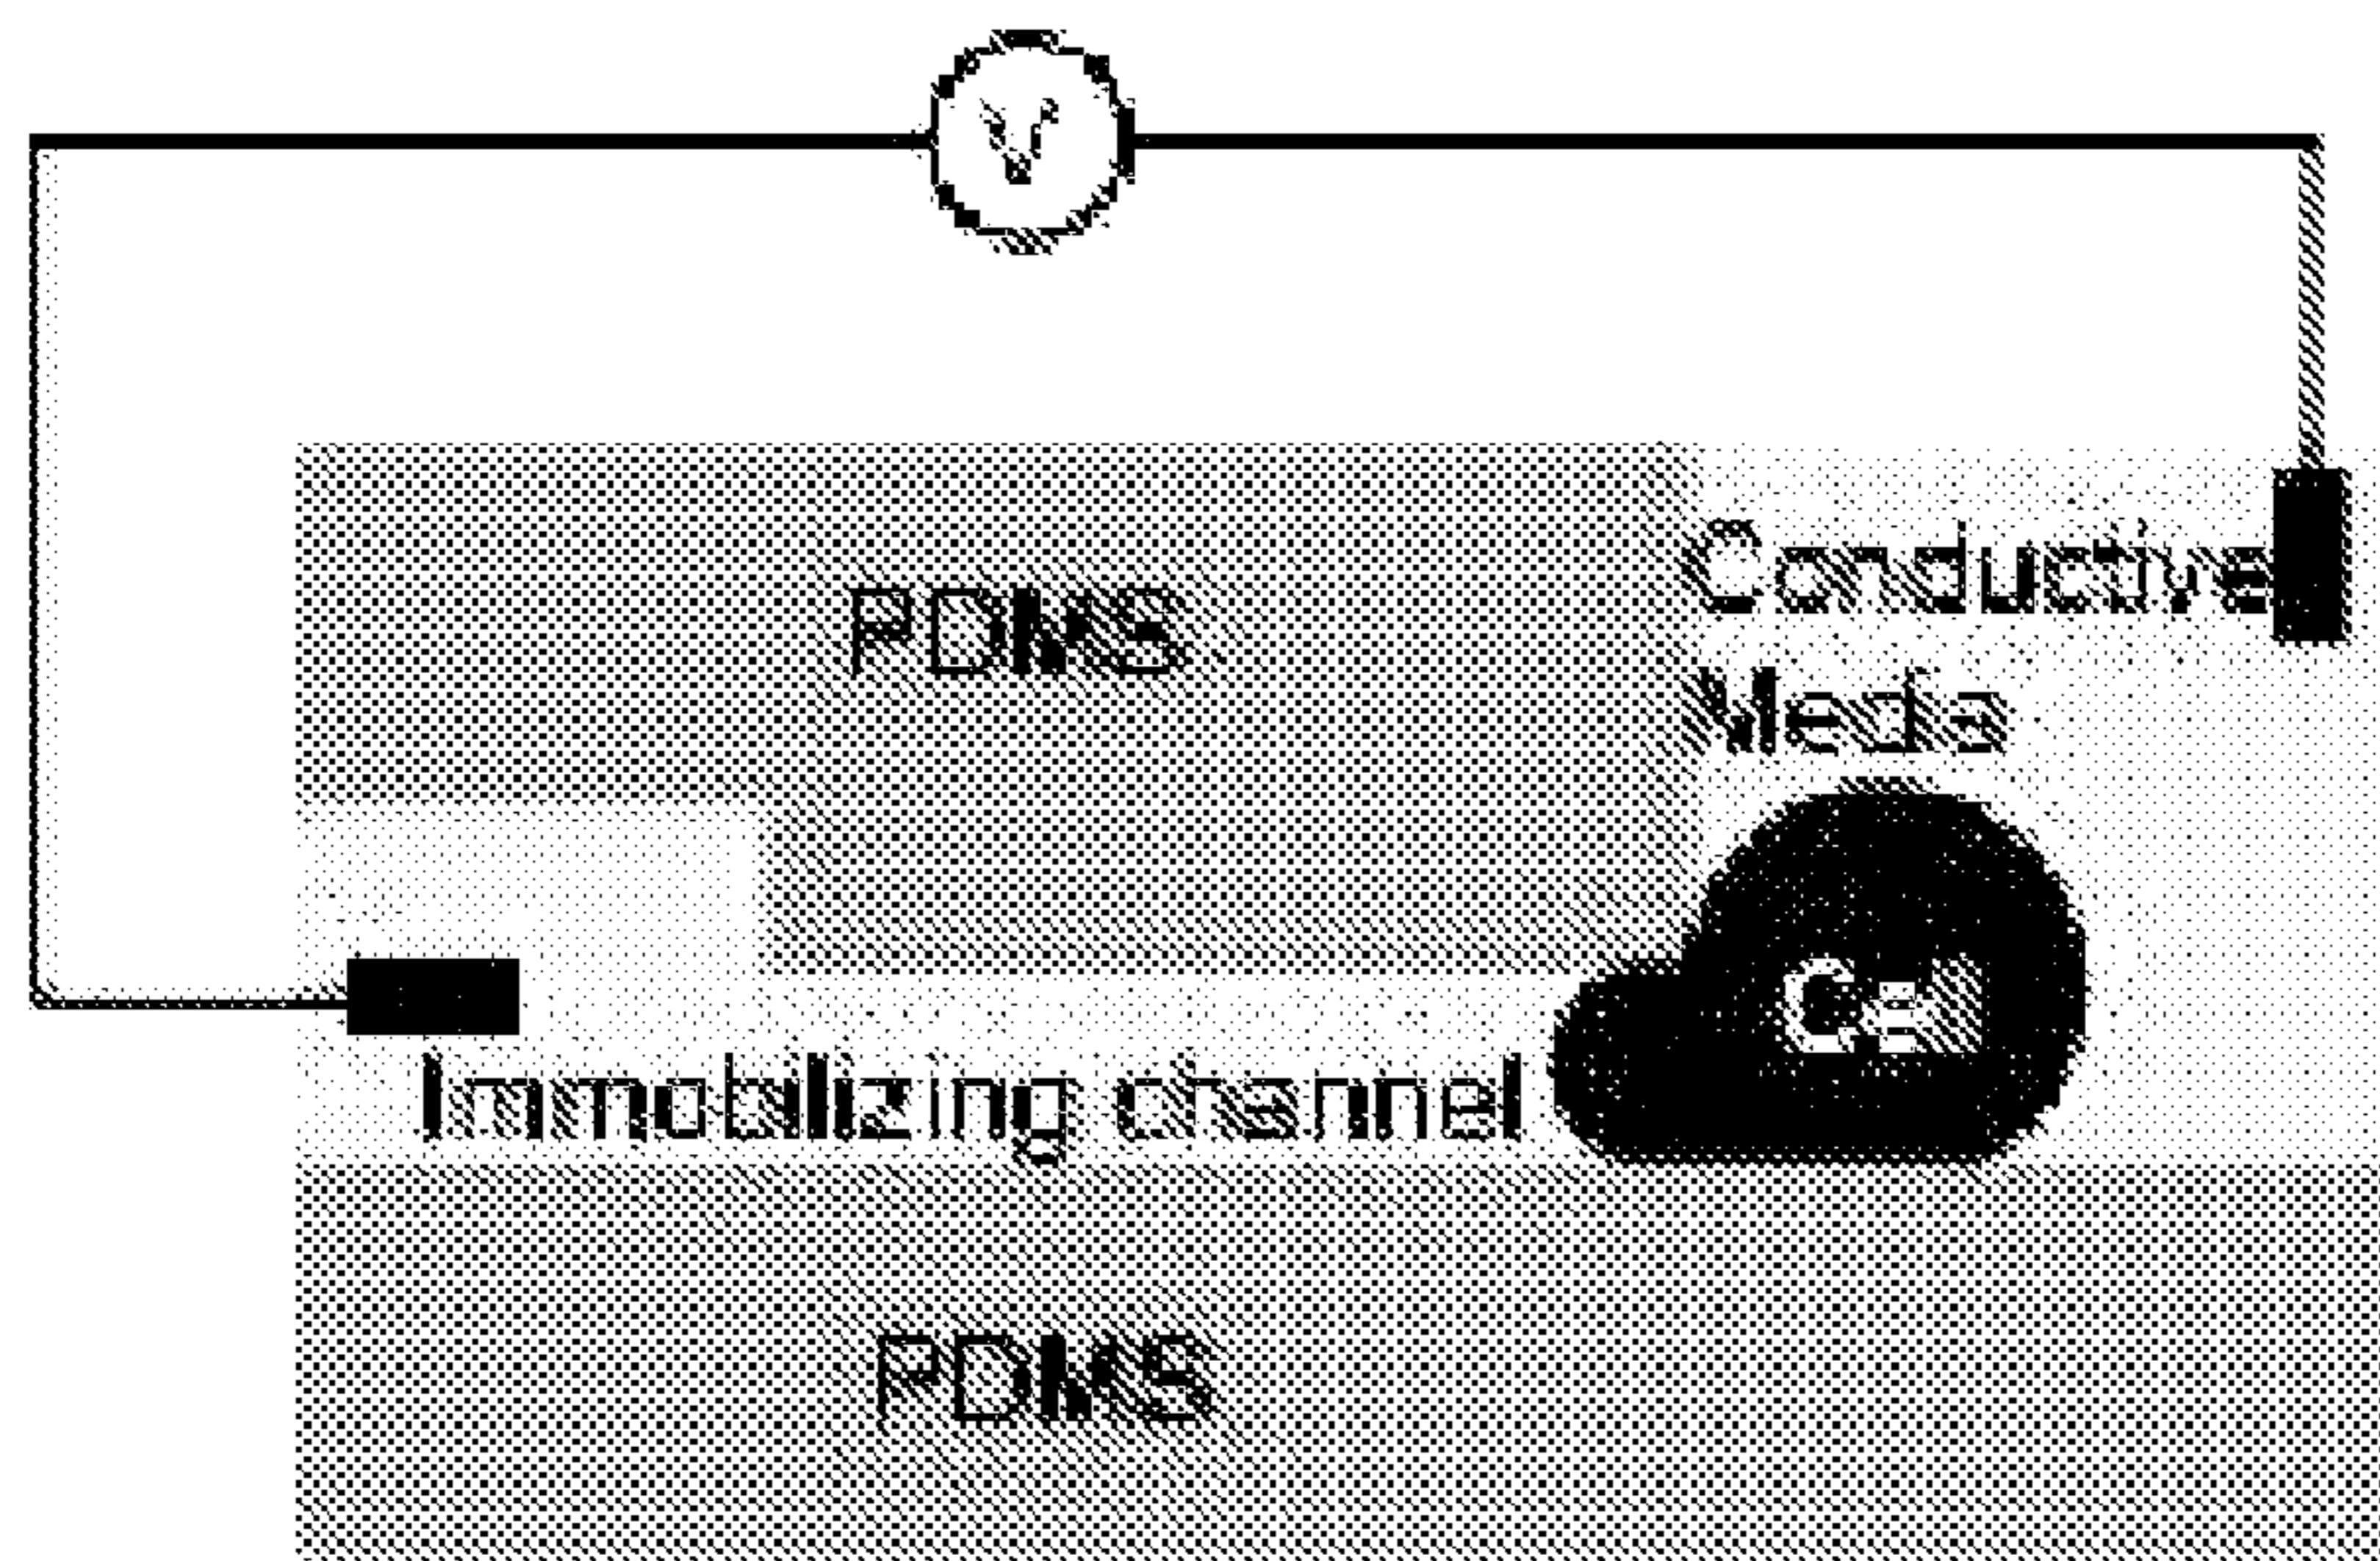 V
PDMS
Conductive
Media
Cell
Immobilizing channel
PDMS